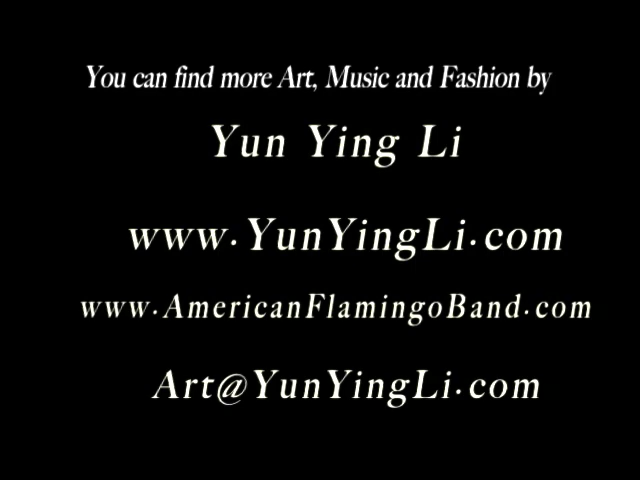 You can find more Art, Music and Fashion by
Yun Ying Li
www.YunYingLi.com
www.AmericanFlamingoBand.com
Art@YunYingLi.com